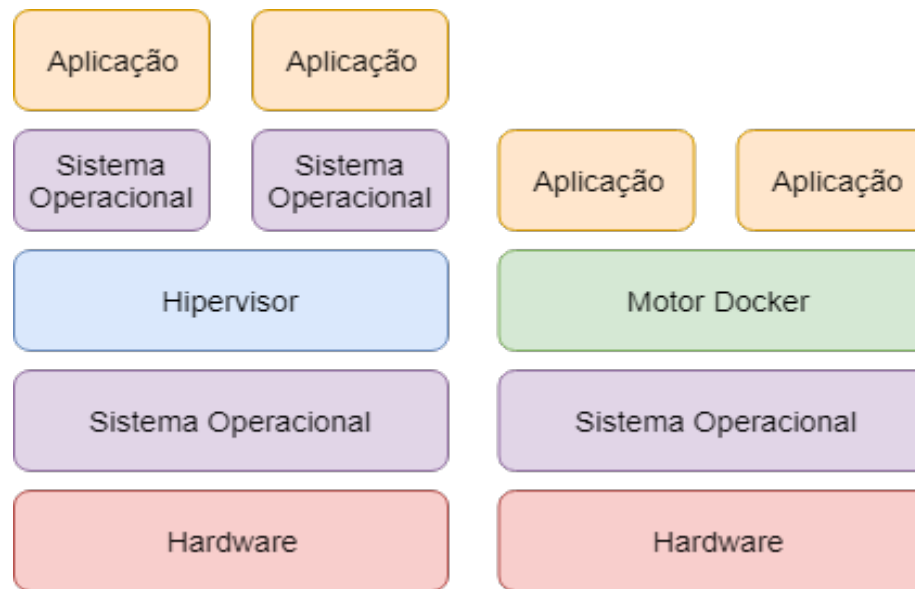 Aplicação
Aplicação
Sistema
Operacional
Sistema
Operacional
Hipervisor
Sistema Operacional
Hardware
Aplicação
Aplicação
Motor Docker
Sistema Operacional
Hardware